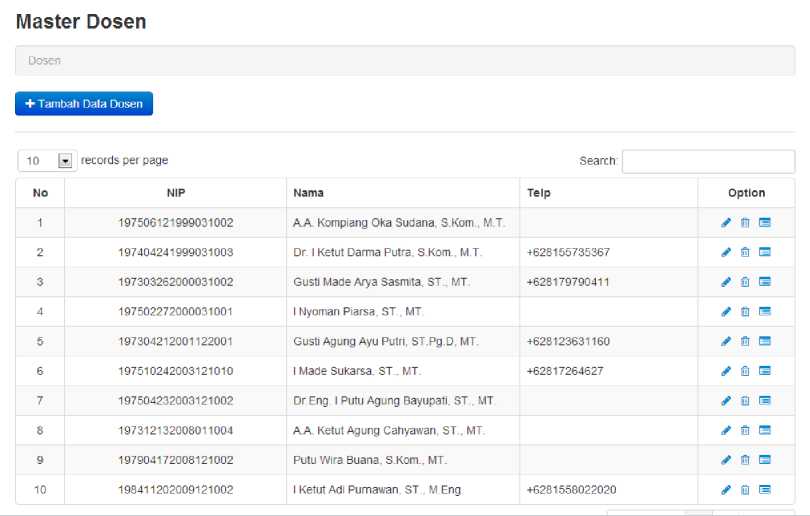 Master Dosen
Dosen
+ Tambah Data Dosen
10 records per page Search:
No NIP Nama Telp Option
1 197506121999031002 A.A. Kompiang Oka Sudana, S.Kom., M.T.
2 197404241999031003 Dr. I Ketut Darma Putra, S.Kom., M.T. +628155735367
3 197303262000031002 Gusti Made Arya Sasmita, ST., MT. +628179790411
4 197502272000031001 I Nyoman Piarsa, ST., MT.
5 197304212001122001 Gusti Agung Ayu Putri, ST.Pg.D, MT. +628123631160
6 197510242003121010 I Made Sukarsa, ST., MT. +62817264627
7 197504232003121002 Dr.Eng. I Putu Agung Bayupati, ST., MT.
8 197312132008011004 A.A. Ketut Agung Cahyawan, ST., MT.
9 197904172008121002 Putu Wira Buana, S.Kom., MT.
10 198411202009121002 I Ketut Adi Purnawan, ST., M.Eng. +6281558022020